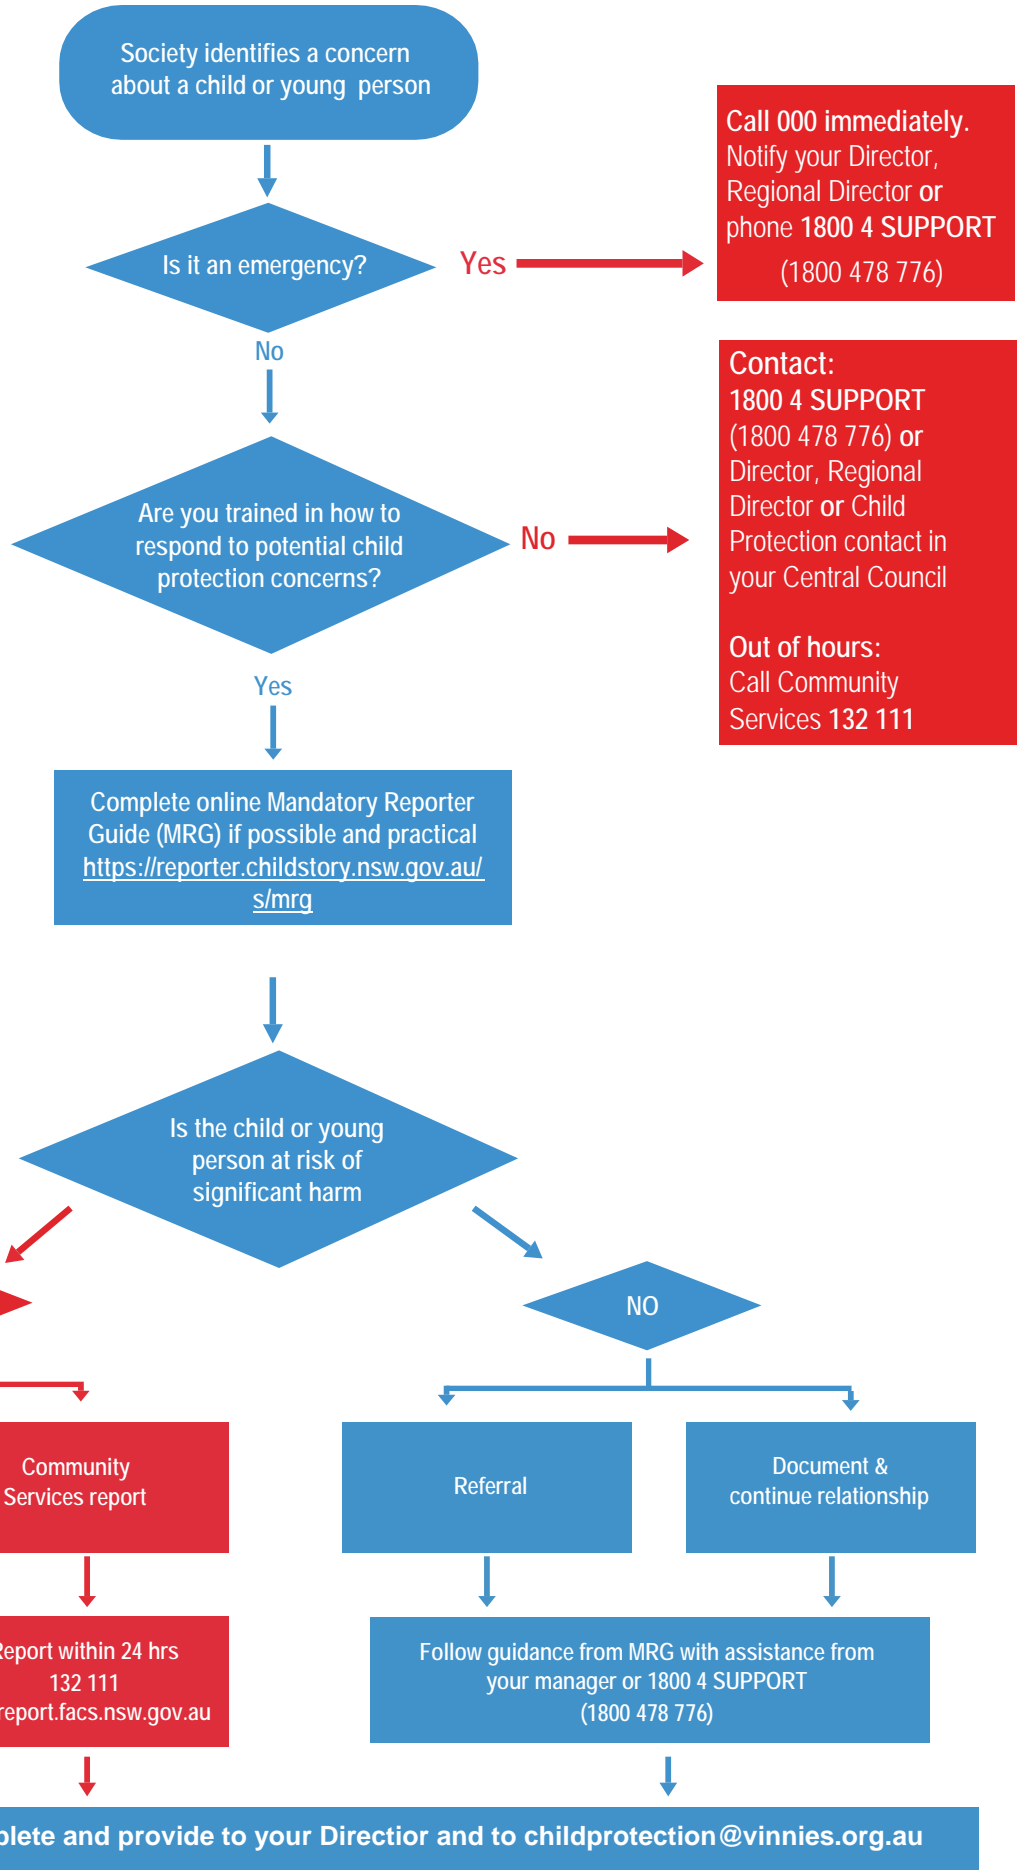 Society identifies a concern
about a child or young person
Call 000 immediately.
Notify your Director,
Regional Director or
phone 1800 4 SUPPORT
(1800 478 776)
Is it an emergency?
Yes
No
Contact:
1800 4 SUPPORT
(1800 478 776) or
Director, Regional
Director or Child
Protection contact in
your Central Council
Out of hours:
Call Community
Services 132 111
Are you trained in how to
respond to potential child
protection concerns?
No
Yes
Complete online Mandatory Reporter
Guide (MRG) if possible and practical
https://reporter.childstory.nsw.gov.au/
s/mrg
Is the child or young
person at risk of
significant harm
NO
Community
Services report
Referral
Document &
continue relationship
within 24 hrs
132 111
report.facs.nsw.gov.au
Follow guidance from MRG with assistance from
your manager or 1800 4 SUPPORT
(1800 478 776)
and provide to your Directior and to childprotection@vinnies.org.au